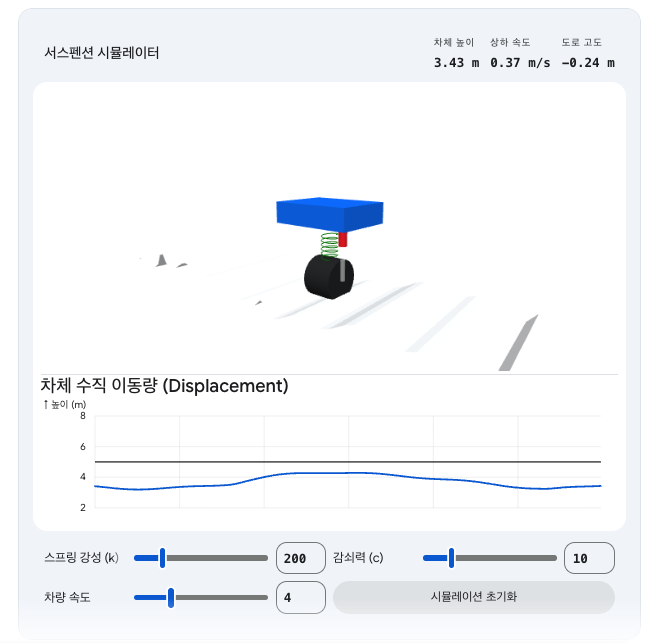 서스펜션 시뮬레이터
차체 높이 상하 속도 도로 고도
3.43 m 0.37 m/s −0.24 m
차체 수직 이동량 (Displacement)
↑ 높이 (m)
8
6
4
2
스프링 강성 (k) 200 감쇠력 (c) 10
차량 속도 4 시뮬레이션 초기화